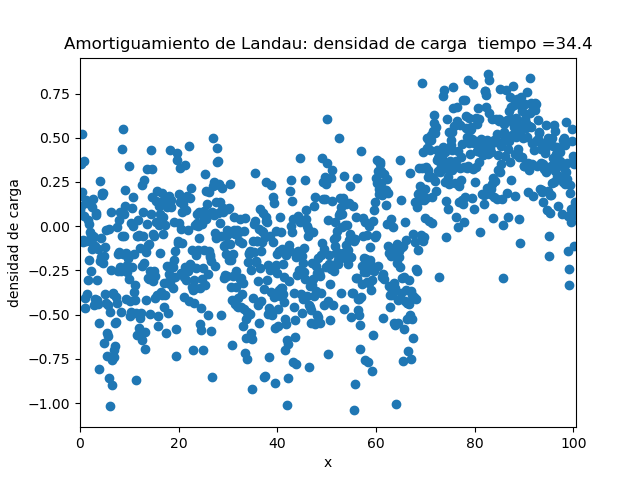 Amortiguamiento de Landau: densidad de carga  tiempo =34.4
densidad de carga
0.75
0.50
0.25
0.00
−0.25
−0.50
−0.75
−1.00
0 20 40 60 80 100
x